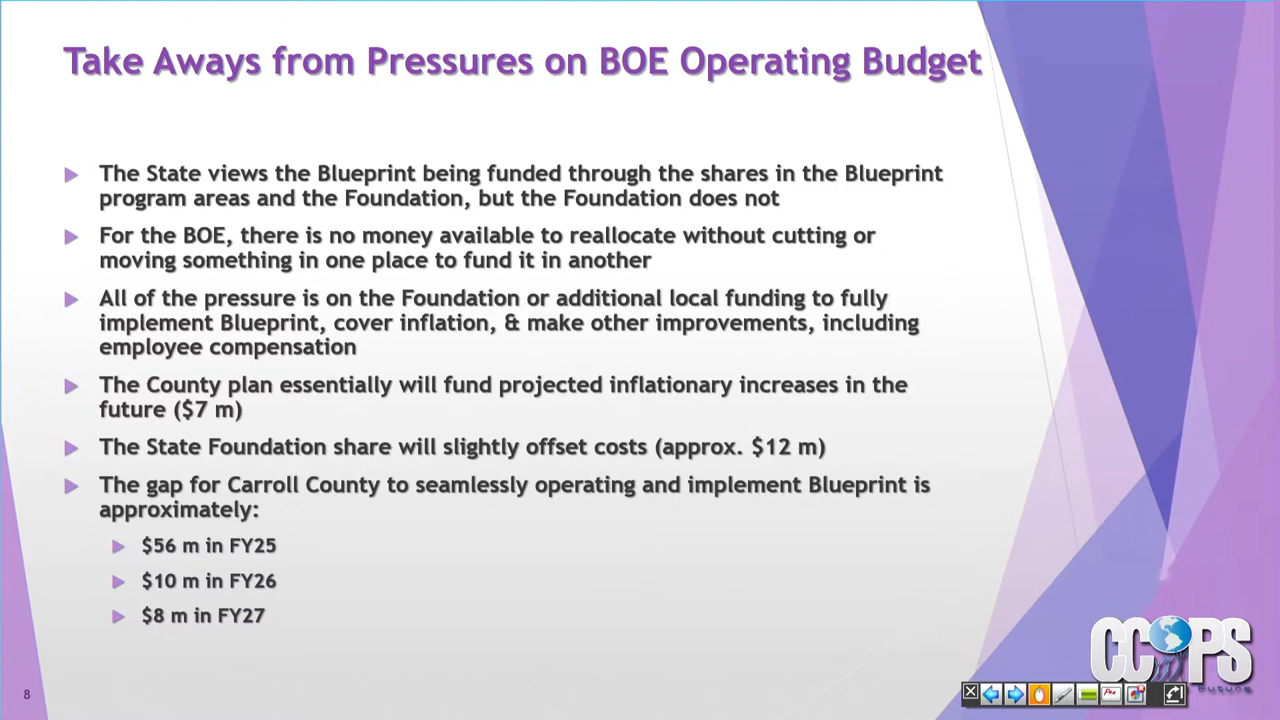 Take Aways from Pressures on BOE Operating Budget
The State views the Blueprint being funded through the shares in the Blueprint
program areas and the Foundation, but the Foundation does not
For the BOE, there is no money available to reallocate without cutting or
moving something in one place to fund it in another
All of the pressure is on the Foundation or additional local funding to fully
implement Blueprint, cover inflation, & make other improvements, including
employee compensation
The County plan essentially will fund projected inflationary increases in the
future ($7 m)
The State Foundation share will slightly offset costs (approx. $12 m)
The gap for Carroll County to seamlessly operating and implement Blueprint is
approximately:
$56 m in FY25
$10 m in FY26
$8 m in FY27
8
CCPS
Future